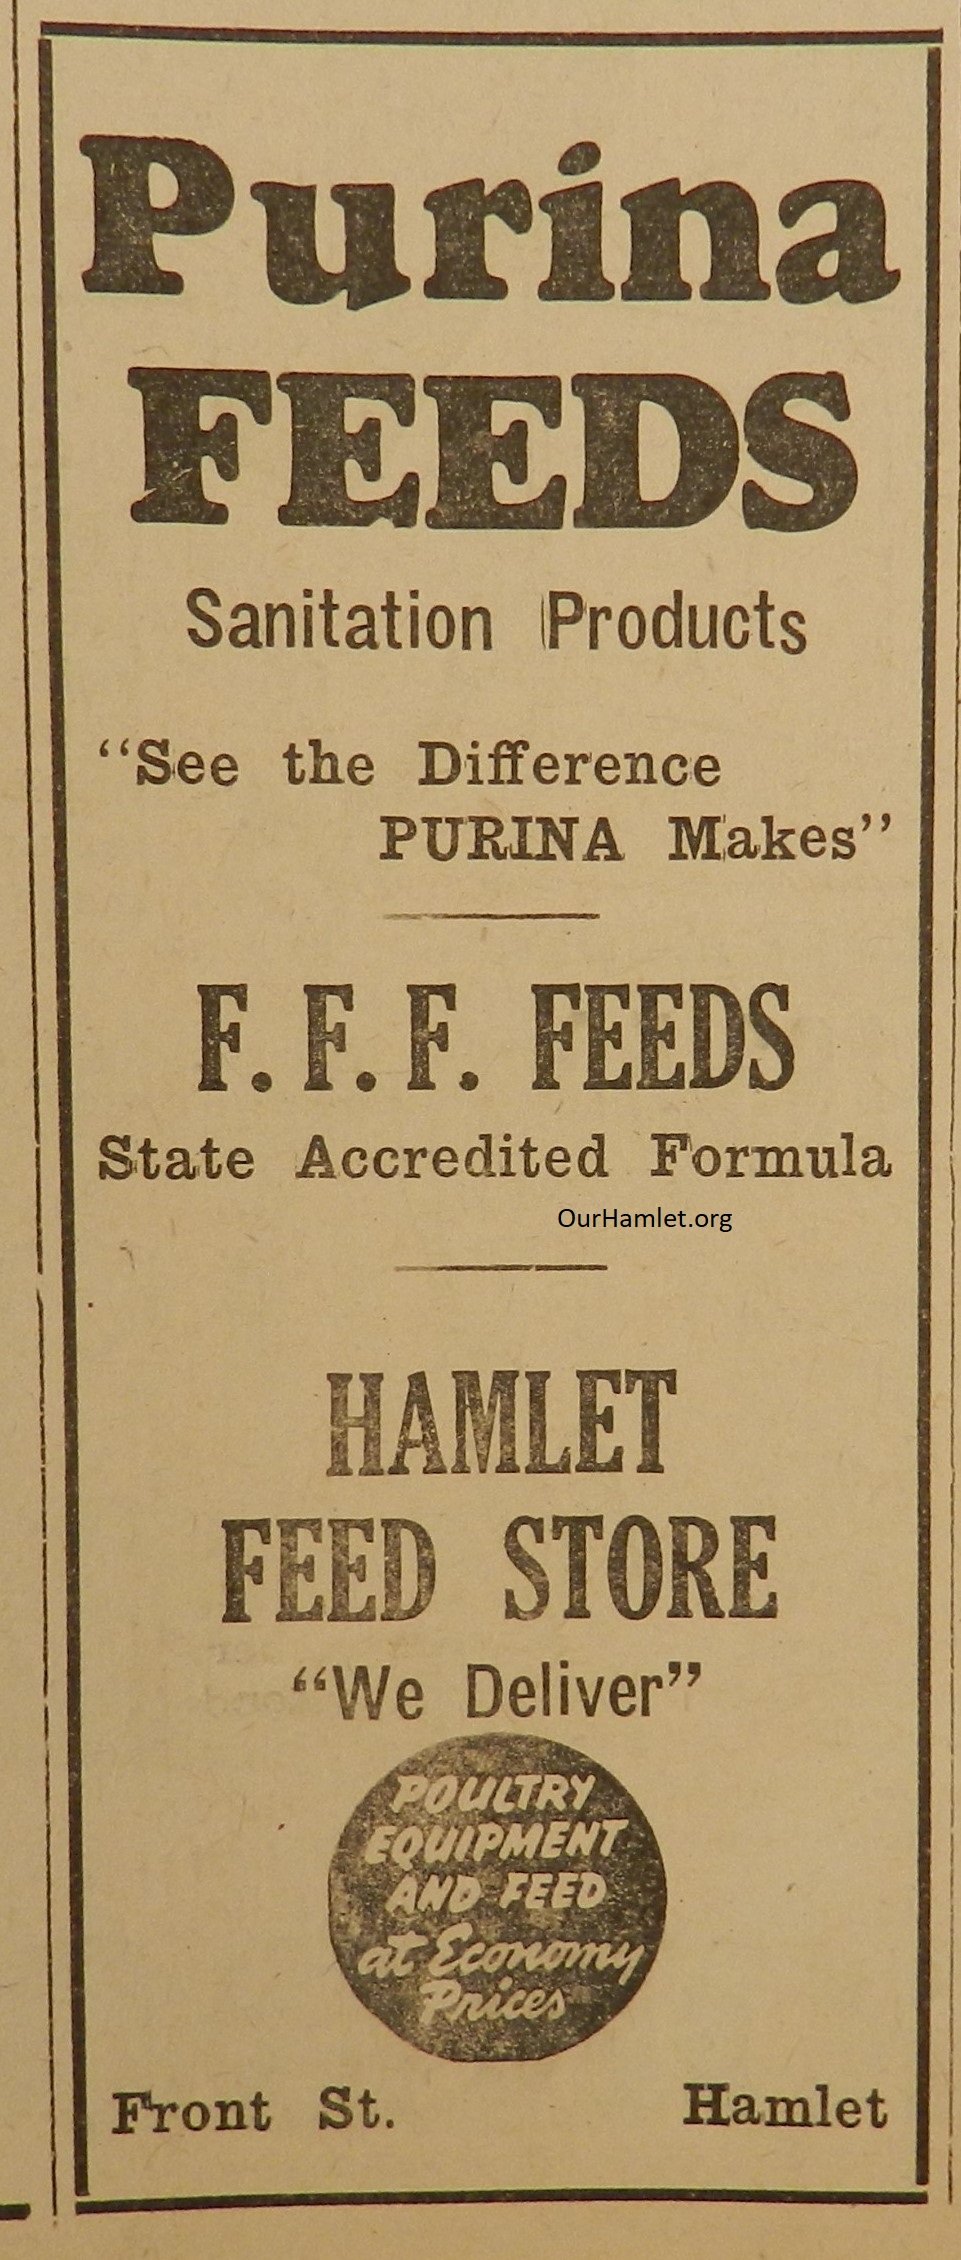 Purina
FEEDS
Sanitation Products
"See the Difference
PURINA Makes"
F. F. F. FEEDS
State Accredited Formula
OurHamlet.org
HAMLET
FEED STORE
"We Deliver"
POULTRY
EQUIPMENT
AND FEED
at Economy
Prices
Front St. Hamlet